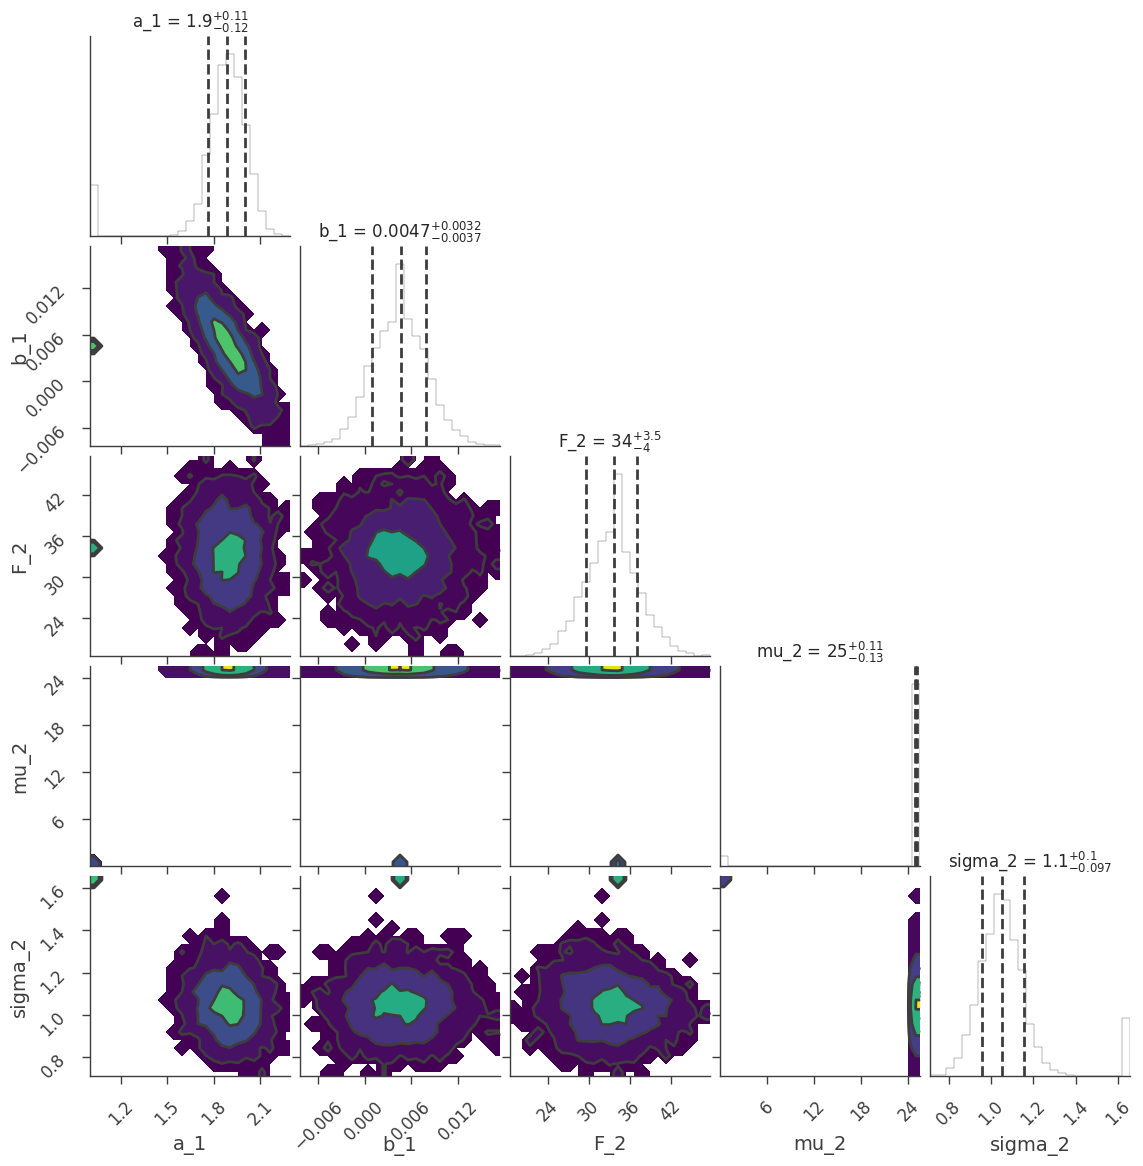 a_1 = 1.9+0.11−0.12
b_1 = 0.0047+0.0032−0.0037
b_1
0.012
0.006
0.000
−0.006
F_2 = 34+3.5−4
F_2
42
36
30
24
mu_2 = 25+0.11−0.13
mu_2
24
18
12
6
sigma_2 = 1.1+0.1−0.097
sigma_2
1.6
1.4
1.2
1.0
0.8
1.2 1.5 1.8 2.1
−0.006 0.000 0.006 0.012
24 30 36 42
6 12 18 24
0.8 1.0 1.2 1.4 1.6
a_1 b_1 F_2 mu_2 sigma_2